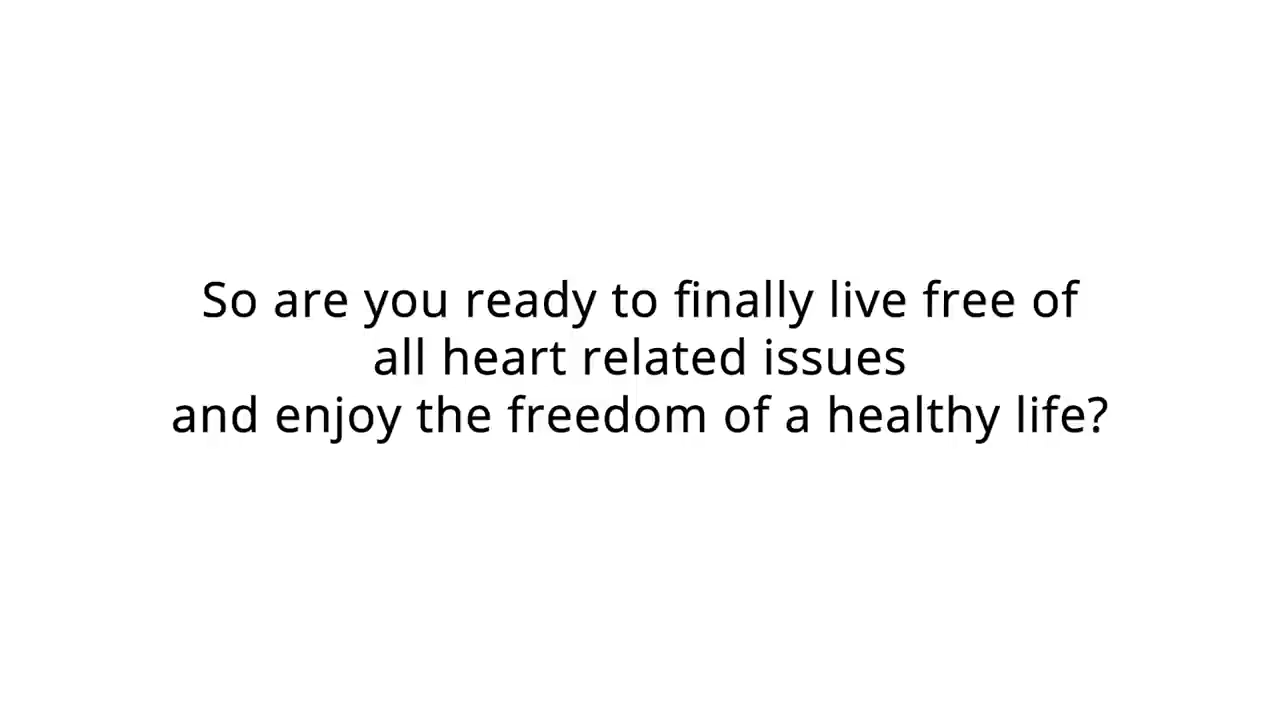 So are you ready to finally live free of
all heart related issues
and enjoy the freedom of a healthy life?